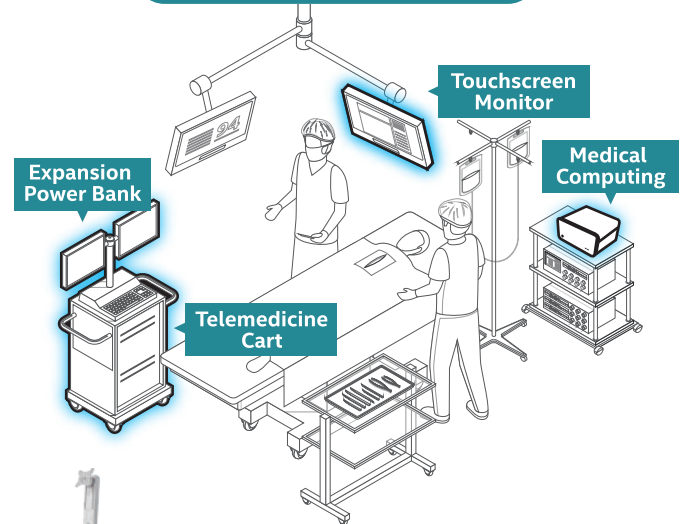 Touchscreen
Monitor
94
Medical
Computing
Expansion
Power Bank
Telemedicine
Cart